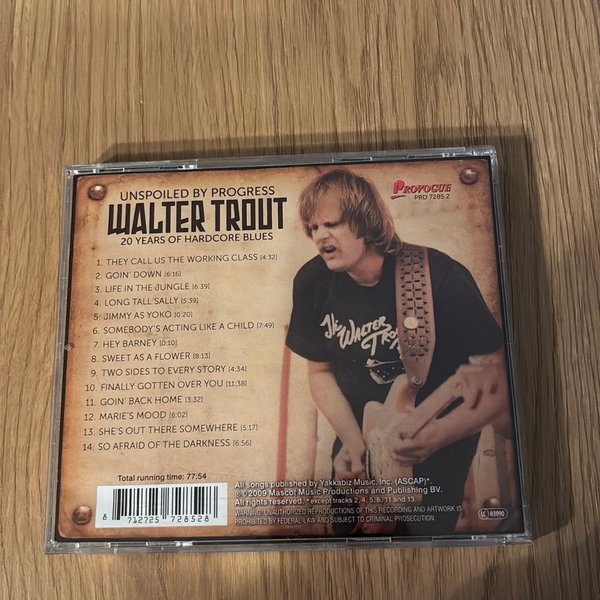 UNSPOILED BY PROGRESS
WALTER TROUT
20 YEARS OF HARDCORE BLUES
1. THEY CALL US THE WORKING CLASS (4:32)
2. GOIN' DOWN (6:16)
3. LIFE IN THE JUNGLE (6:39)
4. LONG TALL SALLY (5:39)
5. JIMMY AS YOKO (0:20)
6. SOMEBODY'S ACTING LIKE A CHILD (7:49)
7. HEY BARNEY (0:10)
8. SWEET AS A FLOWER (8:13)
9. TWO SIDES TO EVERY STORY (4:34)
10. FINALLY GOTTEN OVER YOU (11:38)
11. GOIN' BACK HOME (3:32)
12. MARIE'S MOOD (6:02)
13. SHE'S OUT THERE SOMEWHERE (5:17)
14. SO AFRAID OF THE DARKNESS (6:56)
Total running time: 77:54
8 712725 728528
PROVOGUE
PRD 7285 2
The
WALTER
TROUT
All songs published by Yakkabiz Music, Inc. (ASCAP)*.
℗ © 2009 Mascot Music Productions and Publishing BV.
All rights reserved. * except tracks 2, 4, 5, 6, 11 and 13.
WARNING: UNAUTHORIZED REPRODUCTIONS OF THIS RECORDING AND ARTWORK IS
PROHIBITED BY FEDERAL LAW AND SUBJECT TO CRIMINAL PROSECUTION.
LC 03090